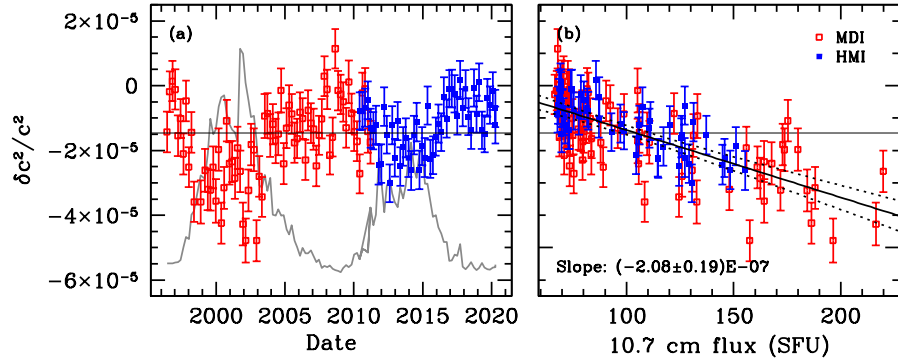 (a)
2×10⁻⁵
0
−2×10⁻⁵
−4×10⁻⁵
−6×10⁻⁵
δc²/c²
2000 2005 2010 2015 2020
Date
(b)
MDI
HMI
Slope: (−2.08±0.19)E−07
100 150 200
10.7 cm flux (SFU)